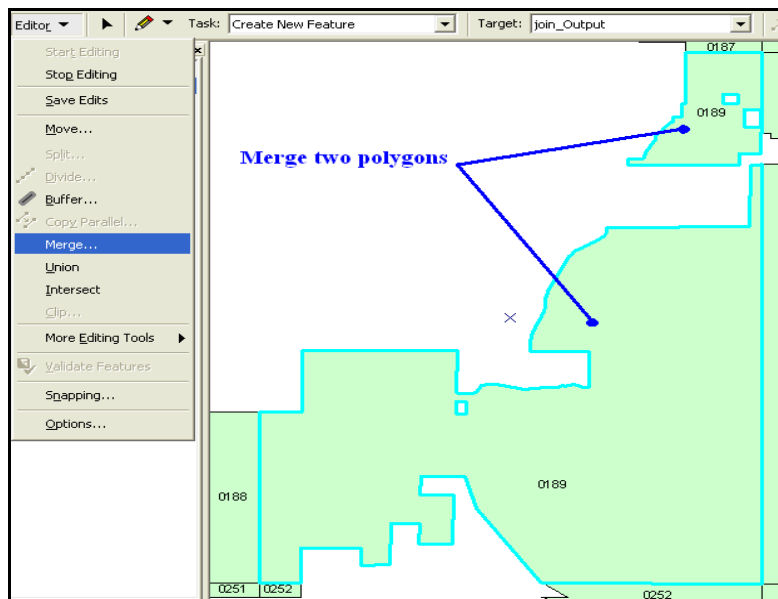 Editor Task: Create New Feature Target: join_Output
Start Editing
Stop Editing
Save Edits
Move...
Split...
Divide...
Buffer...
Copy Parallel...
Merge...
Union
Intersect
Clip...
More Editing Tools
Validate Features
Snapping...
Options...
0187
0189
Merge two polygons
0189
0188
0251 0252
0252